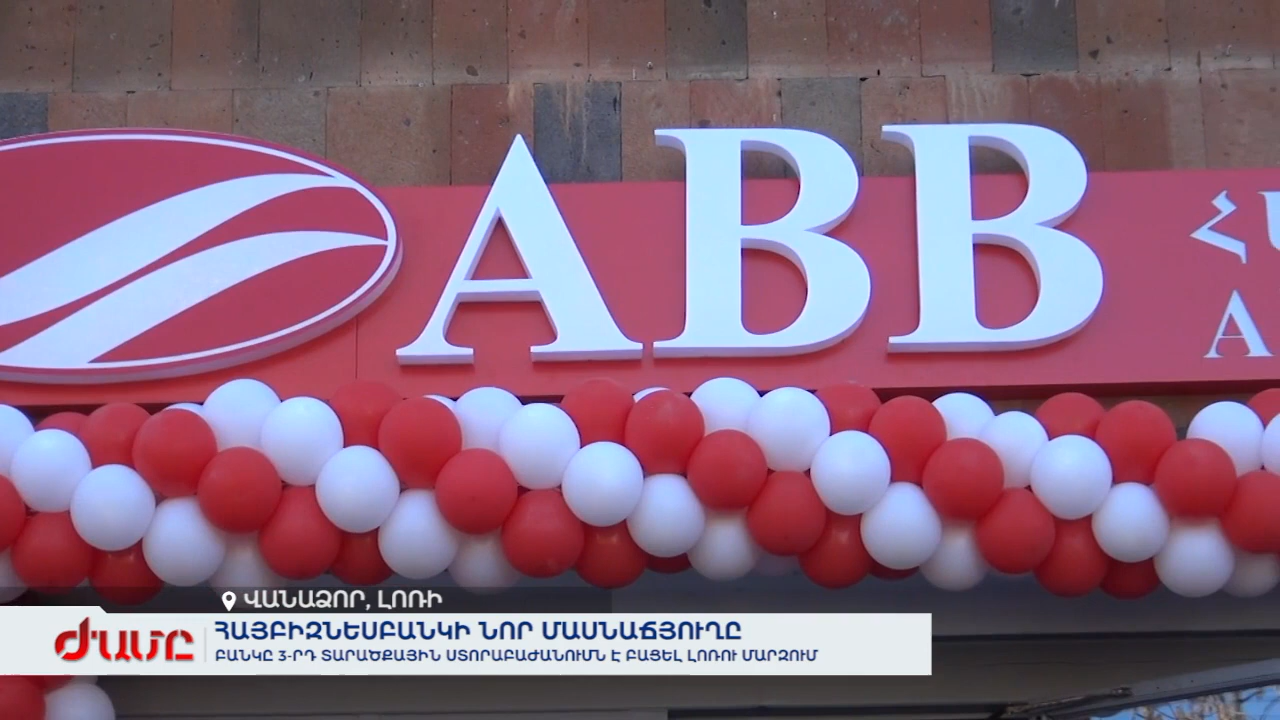 ABB
ՎԱՆԱՁՈՐ, ԼՈՌԻ
ԺԱՄԸ
ՀԱՅԲԻԶՆԵՍԲԱՆԿԻ ՆՈՐ ՄԱՍՆԱՃՅՈՒՂԸ
ԲԱՆԿԸ 3-ՐԴ ՏԱՐԱԾՔԱՅԻՆ ՍՏՈՐԱԲԱԺԱՆՈՒՄՆ Է ԲԱՑԵԼ ԼՈՌՈՒ ՄԱՐԶՈՒՄ